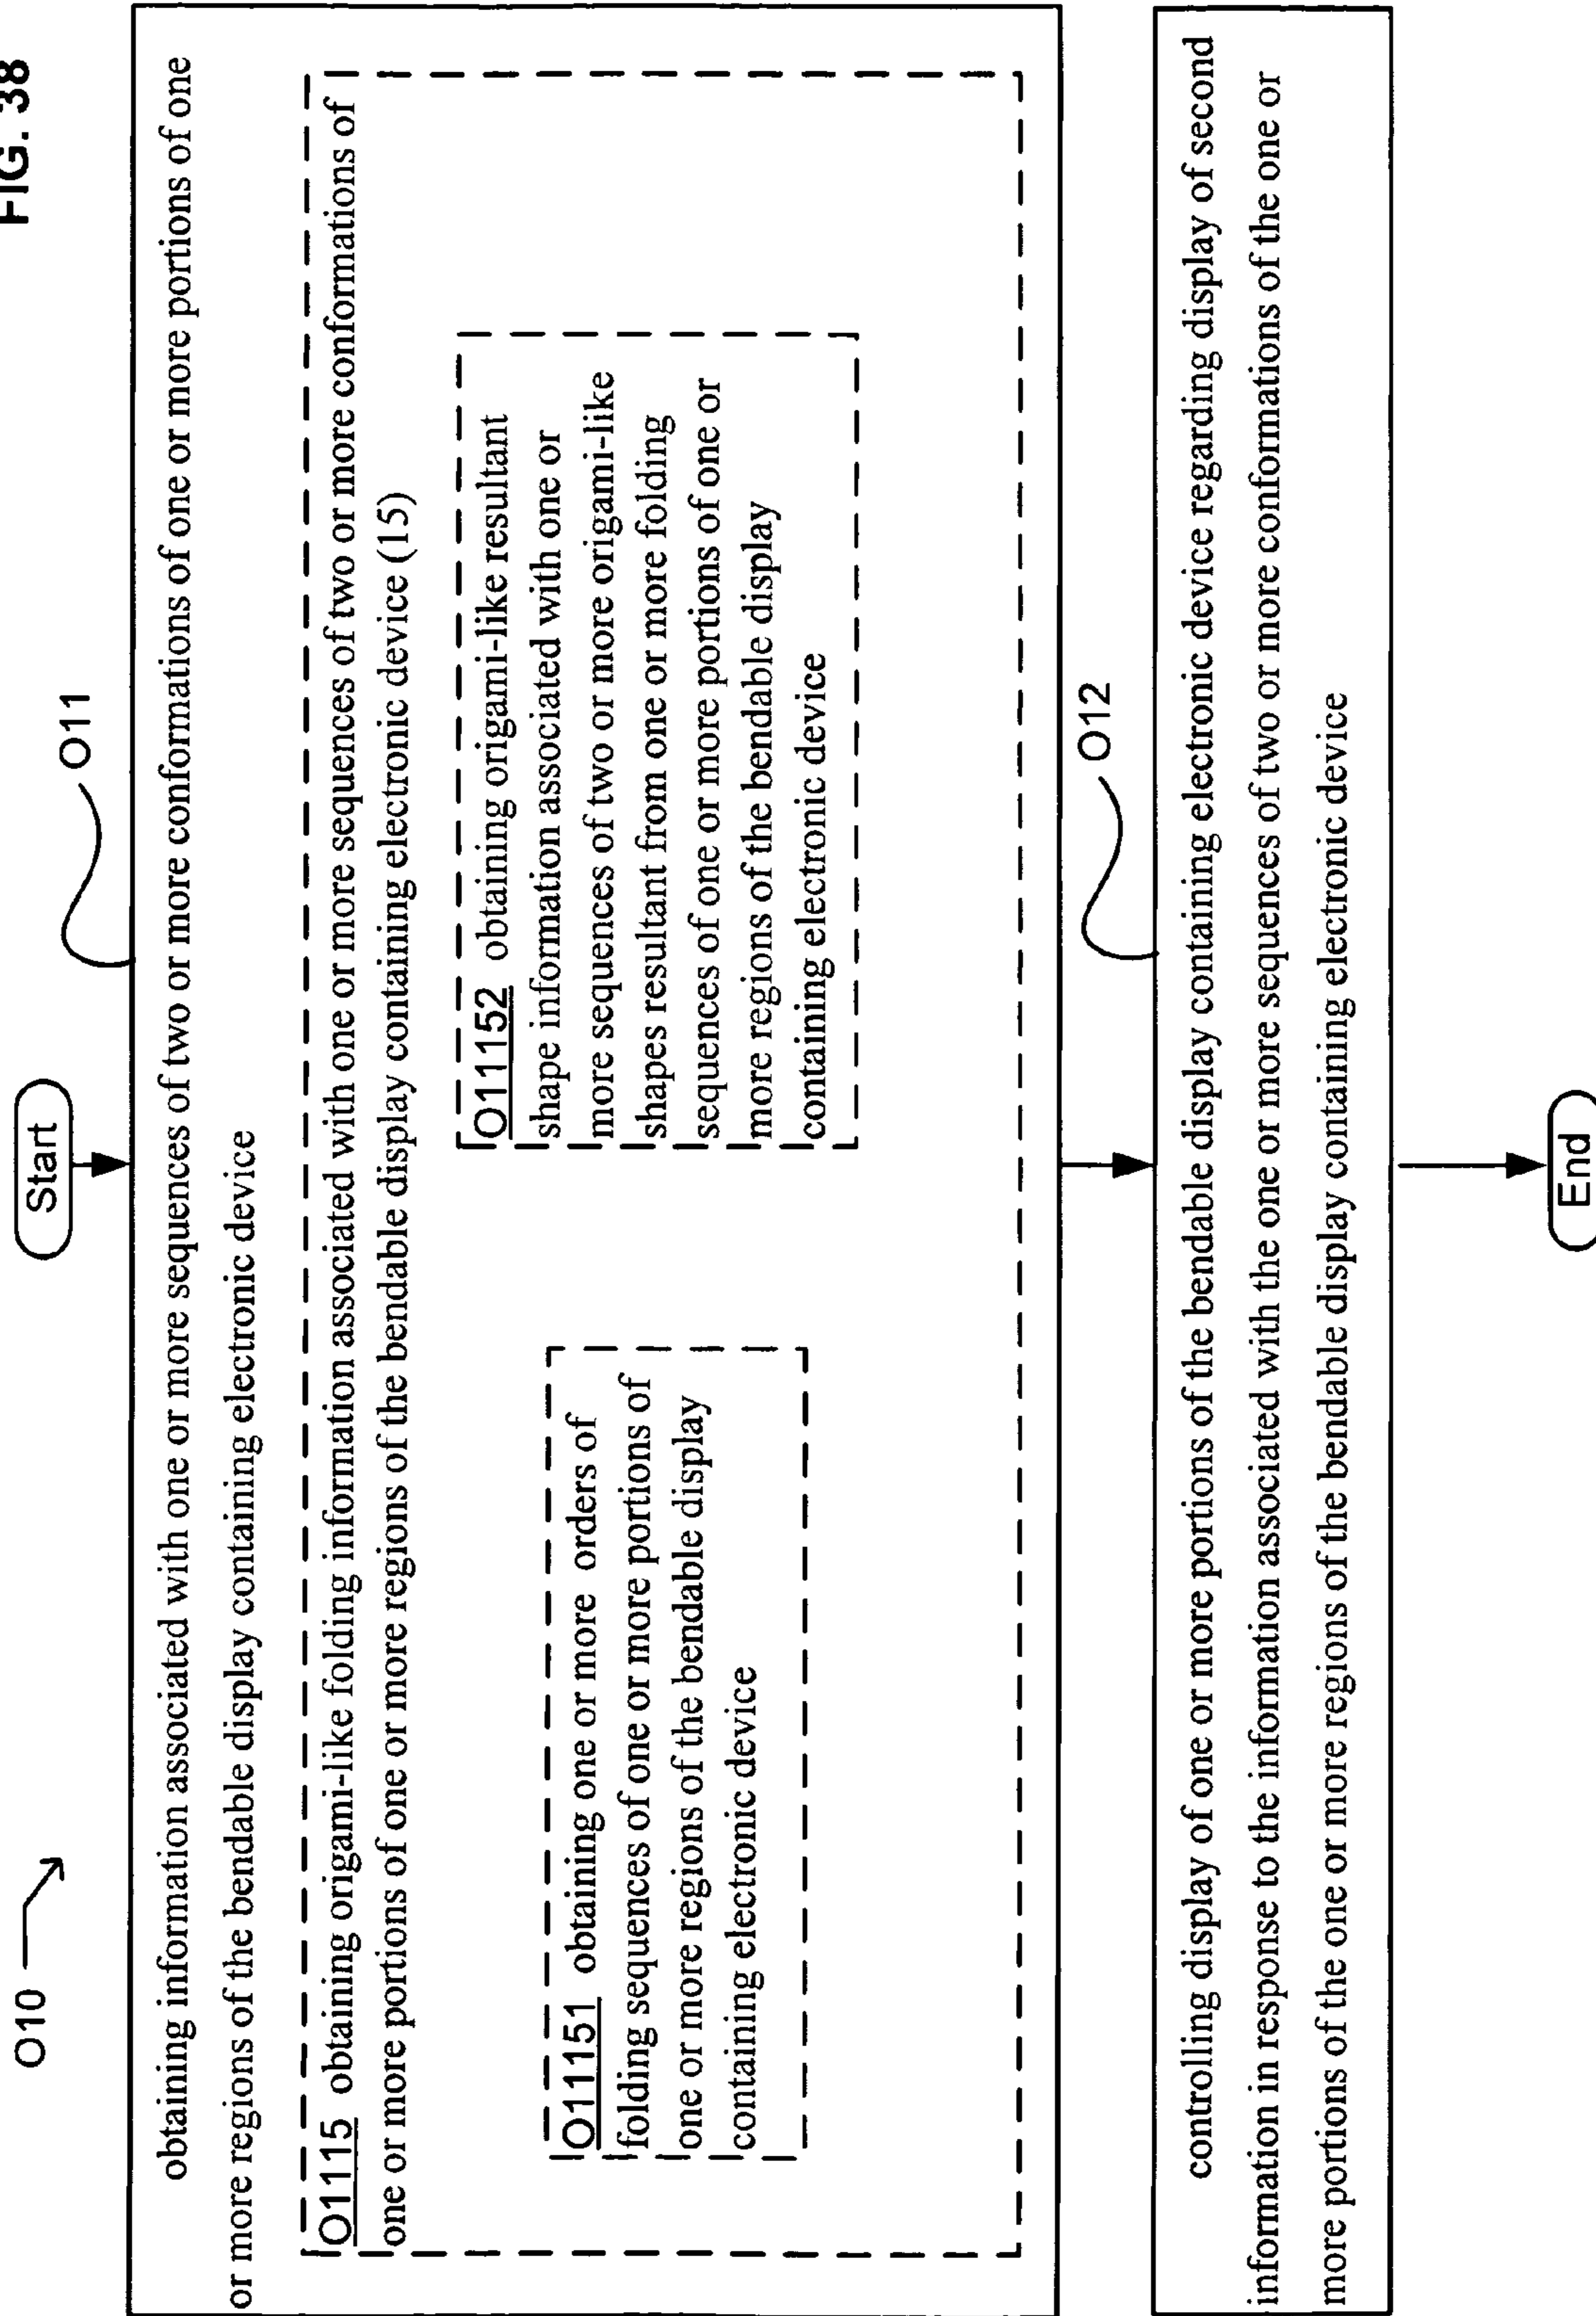 FIG. 38
O10
Start
O11
obtaining information associated with one or more sequences of two or more conformations of one or more portions of one
or more regions of the bendable display containing electronic device
O1115 obtaining origami-like folding information associated with one or more sequences of two or more conformations of
one or more portions of one or more regions of the bendable display containing electronic device (15)
O11151 obtaining one or more orders of
folding sequences of one or more portions of
one or more regions of the bendable display
containing electronic device
O11152 obtaining origami-like resultant
shape information associated with one or
more sequences of two or more origami-like
shapes resultant from one or more folding
sequences of one or more portions of one or
more regions of the bendable display
containing electronic device
O12
controlling display of one or more portions of the bendable display containing electronic device regarding display of second
information in response to the information associated with the one or more sequences of two or more conformations of the one or
more portions of the one or more regions of the bendable display containing electronic device
End